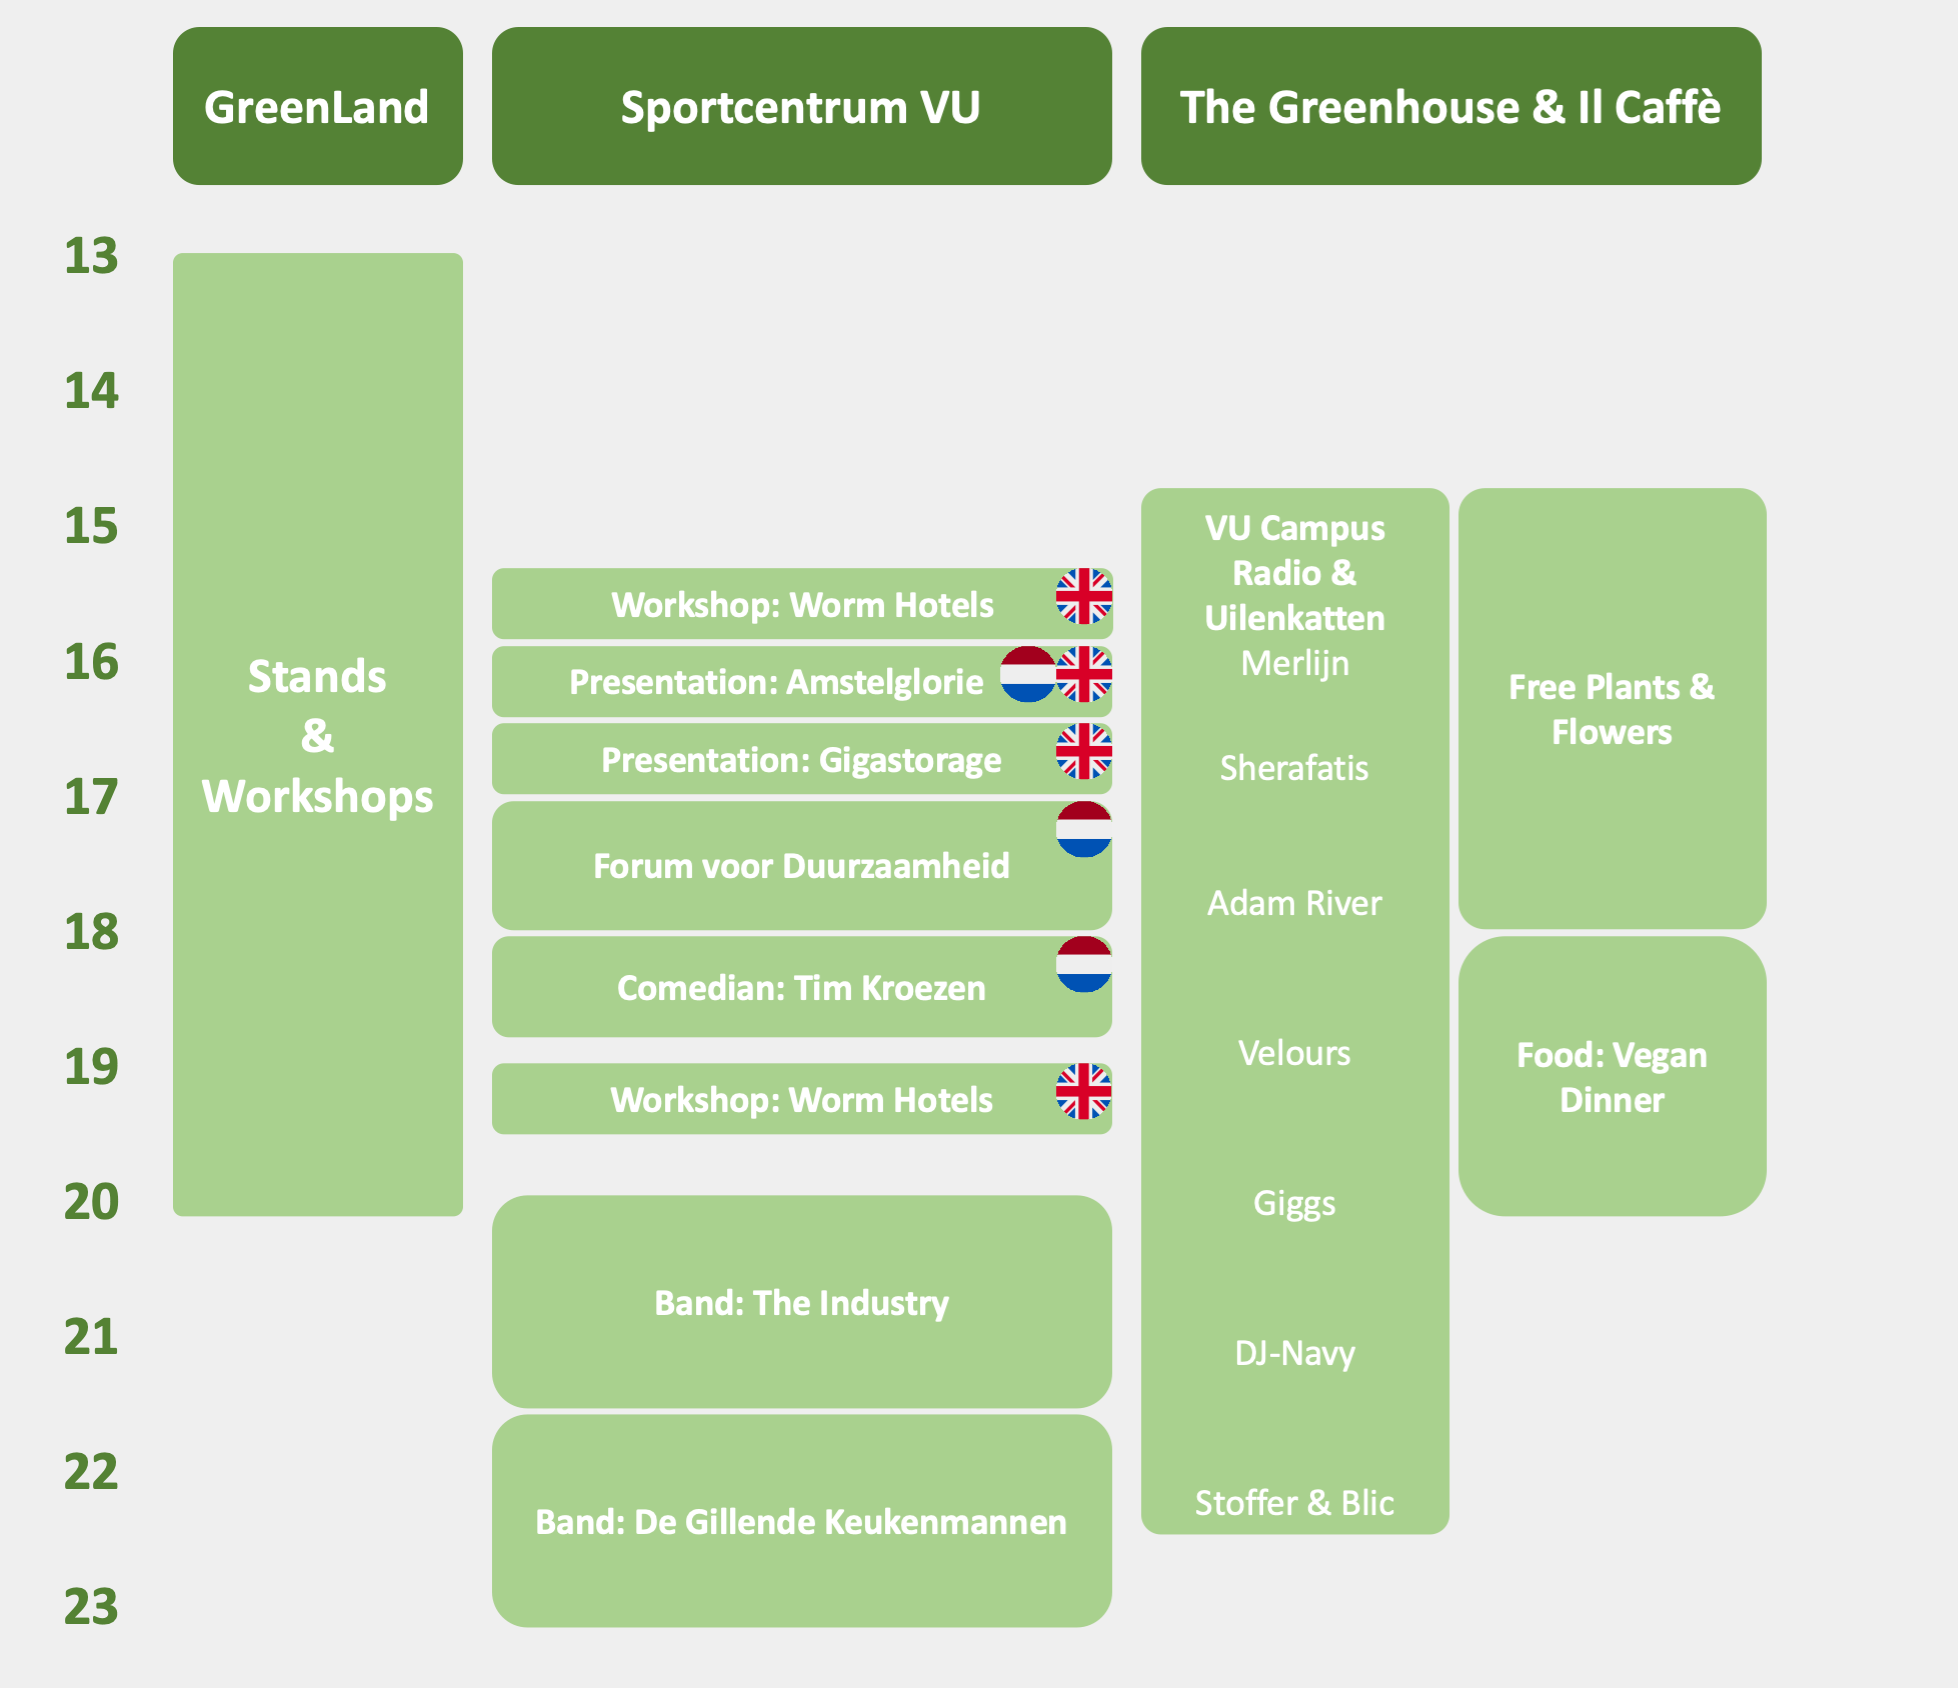 GreenLand
Sportcentrum VU
The Greenhouse & Il Caffè
13
14
15
16
17
18
19
20
21
22
23
Stands
&
Workshops
Workshop: Worm Hotels
Presentation: Amstelglorie
Presentation: Gigastorage
Forum voor Duurzaamheid
Comedian: Tim Kroezen
Workshop: Worm Hotels
Band: The Industry
Band: De Gillende Keukenmannen
VU Campus
Radio &
Uilenkatten
Merlijn
Sherafatis
Adam River
Velours
Giggs
DJ-Navy
Stoffer & Blic
Free Plants &
Flowers
Food: Vegan
Dinner